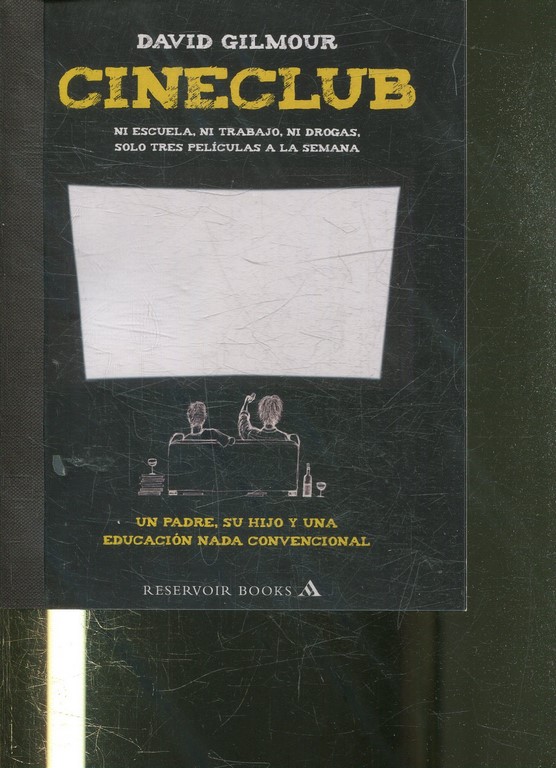 DAVID GILMOUR
CINECLUB
NI ESCUELA, NI TRABAJO, NI DROGAS,
SOLO TRES PELÍCULAS A LA SEMANA
UN PADRE, SU HIJO Y UNA
EDUCACIÓN NADA CONVENCIONAL
RESERVOIR BOOKS